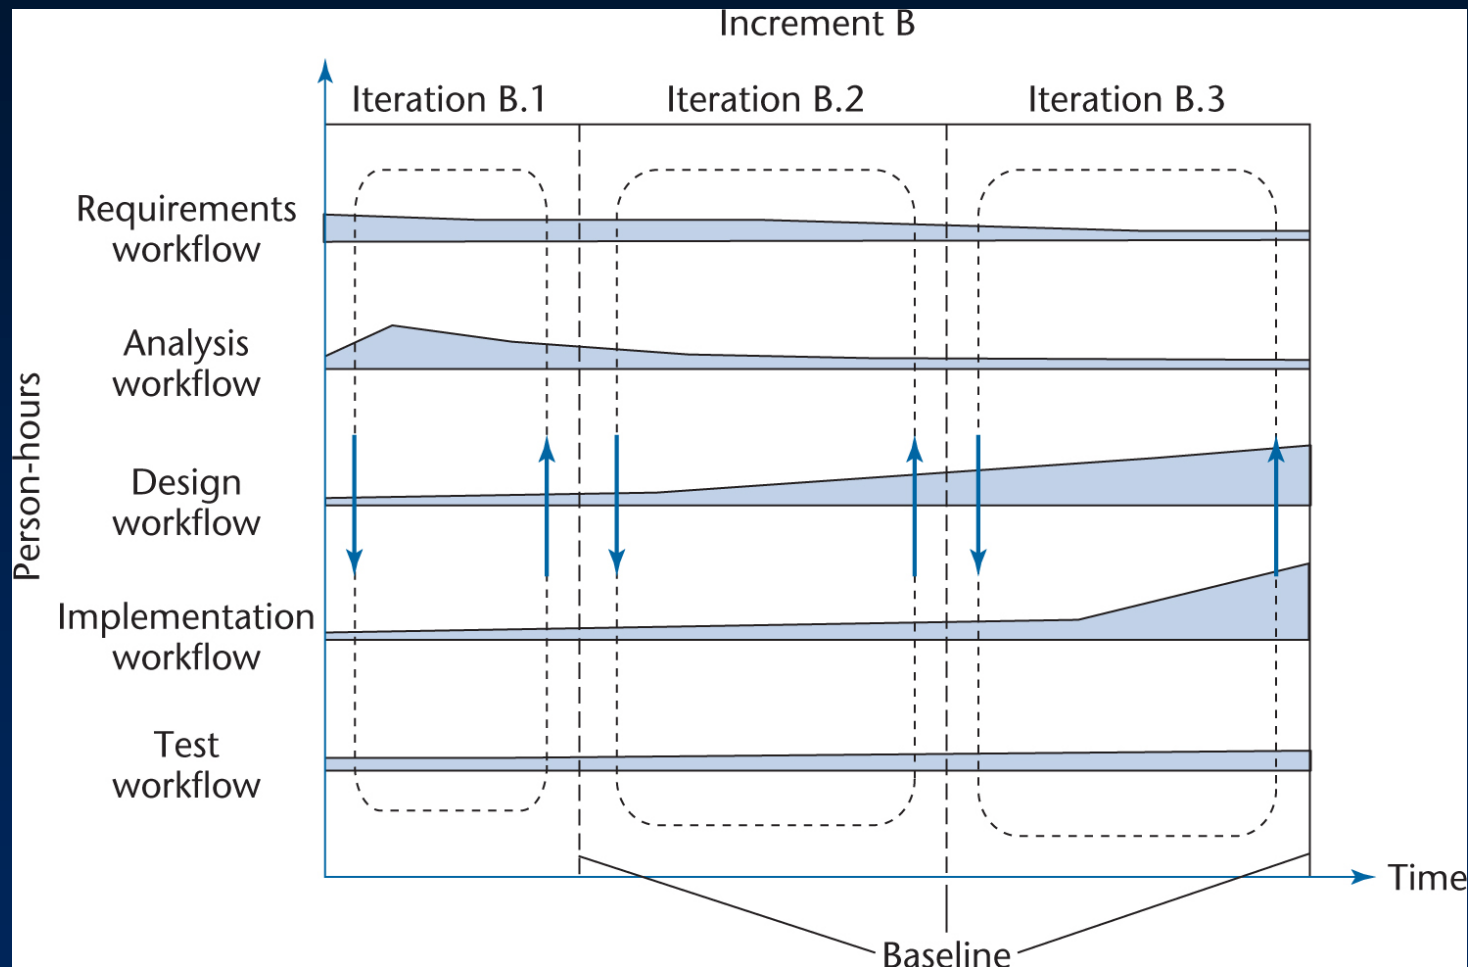 Increment B
Iteration B.1
Iteration B.2
Iteration B.3
Person-hours
Requirements
workflow
Analysis
workflow
Design
workflow
Implementation
workflow
Test
workflow
Time
Baseline